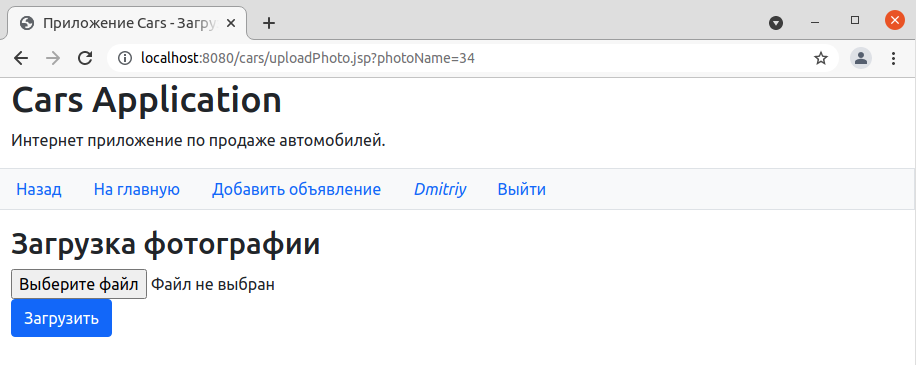 Приложение Cars - Загру
localhost:8080/cars/uploadPhoto.jsp?photoName=34
Cars Application
Интернет приложение по продаже автомобилей.
Назад На главную Добавить объявление Dmitriy Выйти
Загрузка фотографии
Выберите файл Файл не выбран
Загрузить